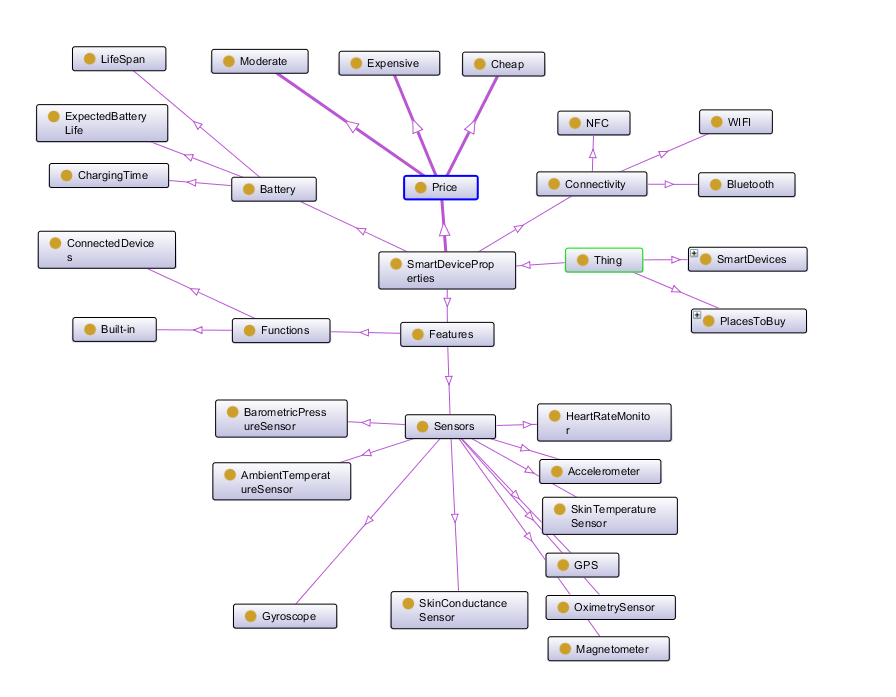 LifeSpan
Moderate
Expensive
Cheap
ExpectedBattery
Life
NFC
WIFI
ChargingTime
Battery
Price
Connectivity
Bluetooth
ConnectedDevice
s
SmartDeviceProp
erties
Thing
SmartDevices
Built-in
Functions
Features
PlacesToBuy
BarometricPress
ureSensor
Sensors
HeartRateMonito
r
AmbientTemperat
ureSensor
Accelerometer
SkinTemperature
Sensor
GPS
Gyroscope
SkinConductance
Sensor
OximetrySensor
Magnetometer